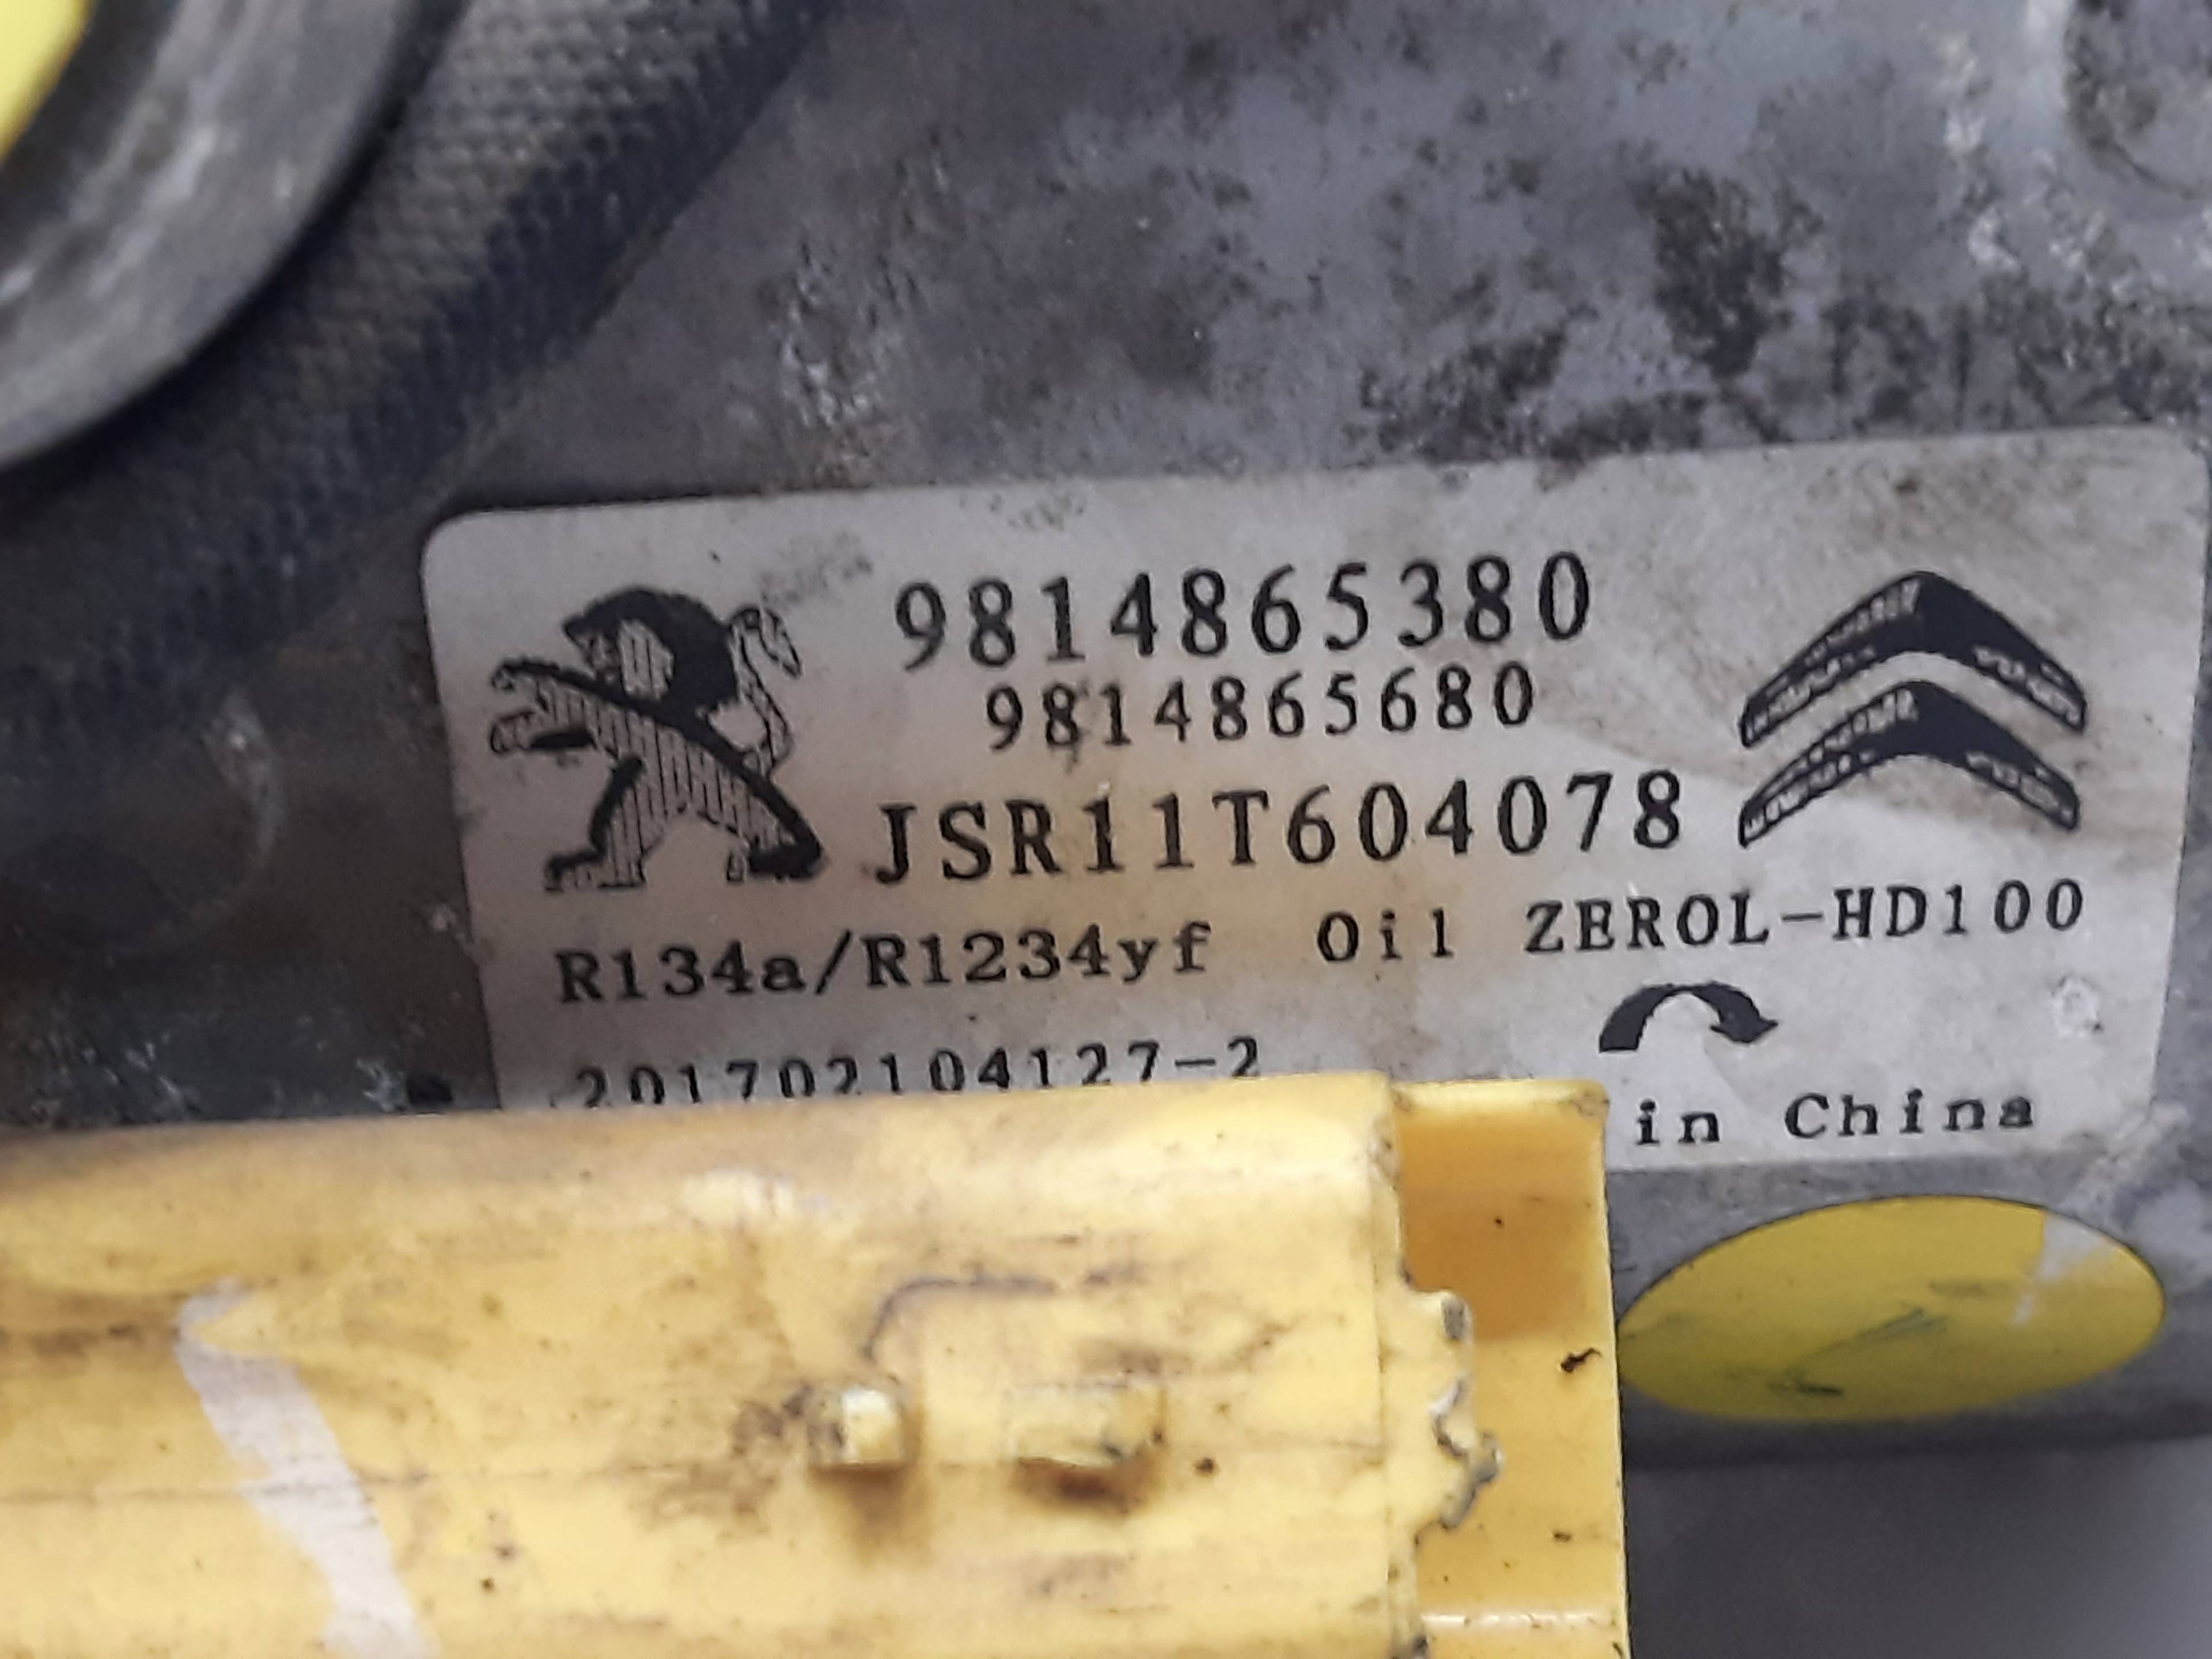 9814865380
9814865680
JSR11T604078
R134a/R1234yf Oil ZEROL-HD100
201702104127-2
in China